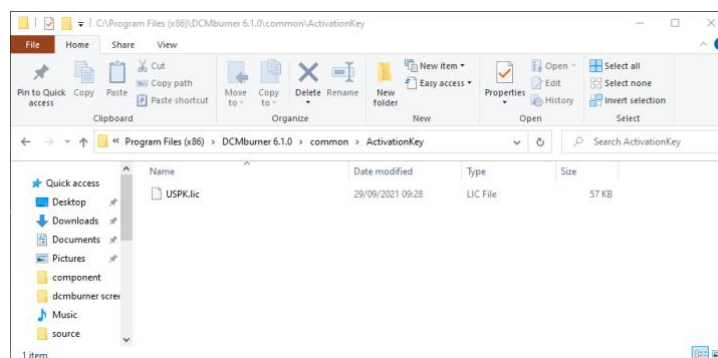 C:\Program Files (x86)\DCMburner 6.1.0\common\ActivationKey
File Home Share View
Pin to Quick access
Copy
Paste
Cut
Copy path
Paste shortcut
Clipboard
Move to
Copy to
Delete
Rename
Organize
New folder
New item
Easy access
New
Properties
Open
Edit
History
Open
Select all
Select none
Invert selection
Select
« Program Files (x86) > DCMburner 6.1.0 > common > ActivationKey
Search ActivationKey
Name Date modified Type Size
USPK.lic 29/09/2021 09:28 LIC File 57 KB
Quick access
Desktop
Downloads
Documents
Pictures
component
dcmburner scree
Music
source
1 item